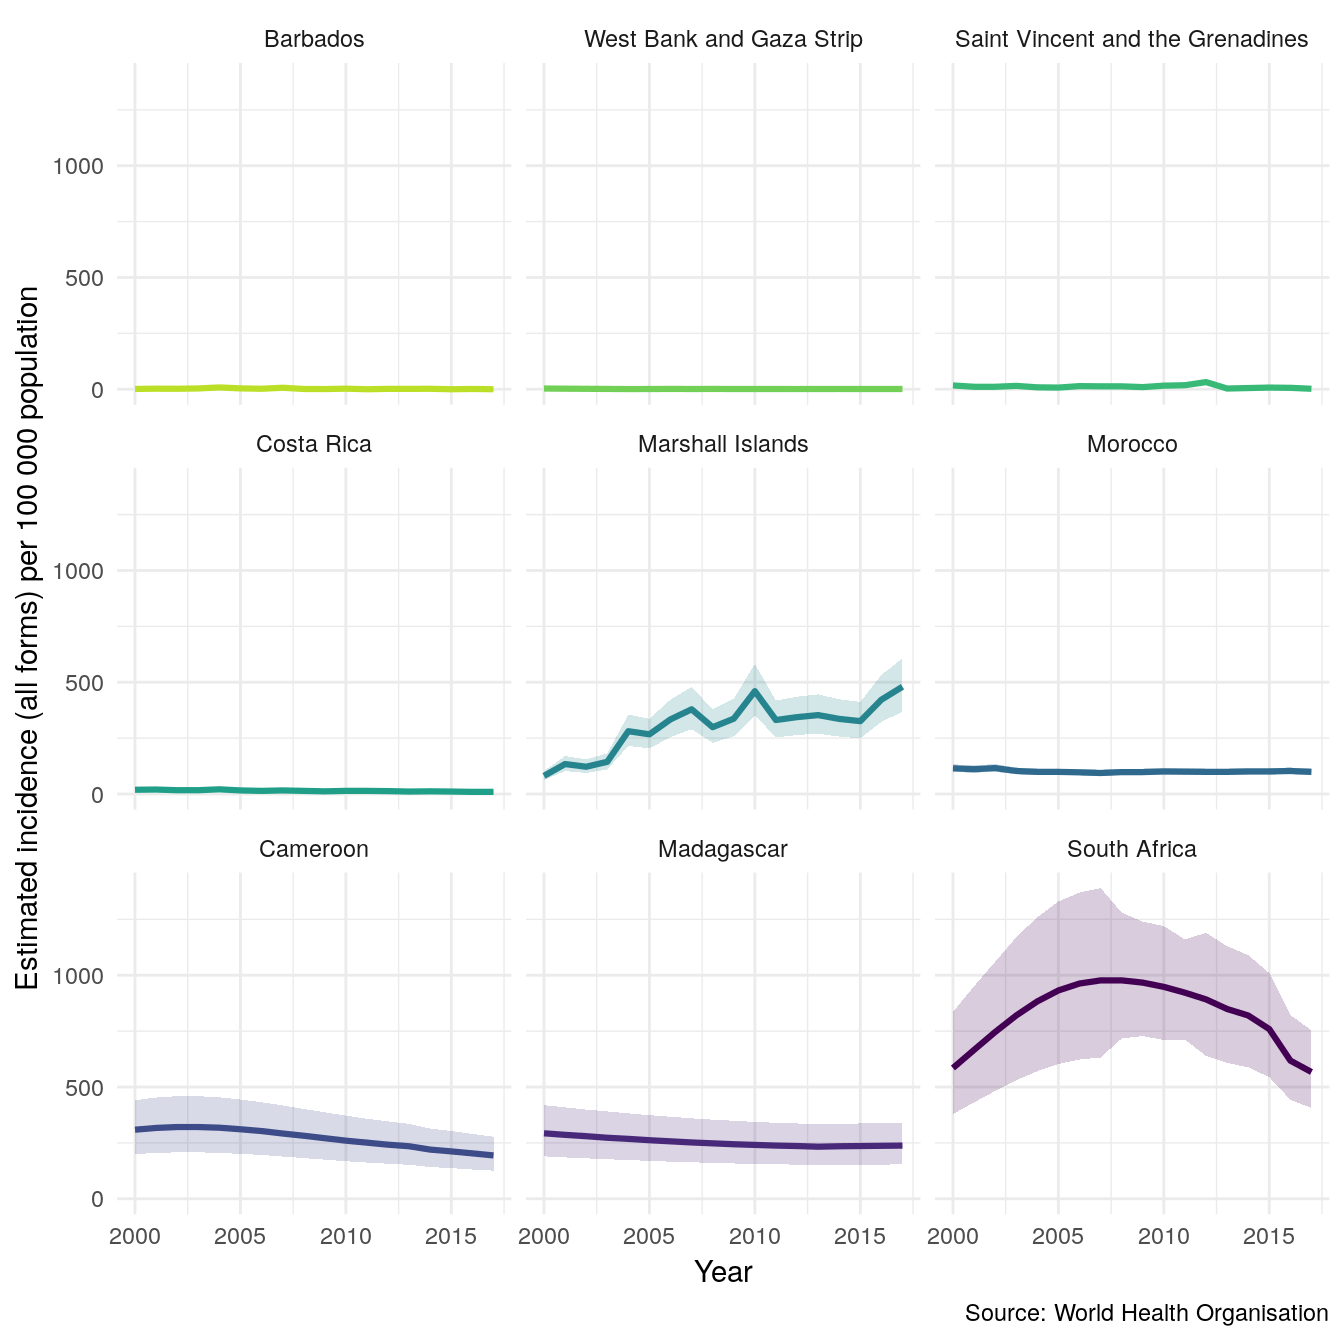 Barbados
West Bank and Gaza Strip
Saint Vincent and the Grenadines
1000
500
0
Costa Rica
Marshall Islands
Morocco
1000
500
0
Cameroon
Madagascar
South Africa
1000
500
0
2000 2005 2010 2015 2000 2005 2010 2015 2000 2005 2010 2015
Year
Estimated incidence (all forms) per 100 000 population
Source: World Health Organisation